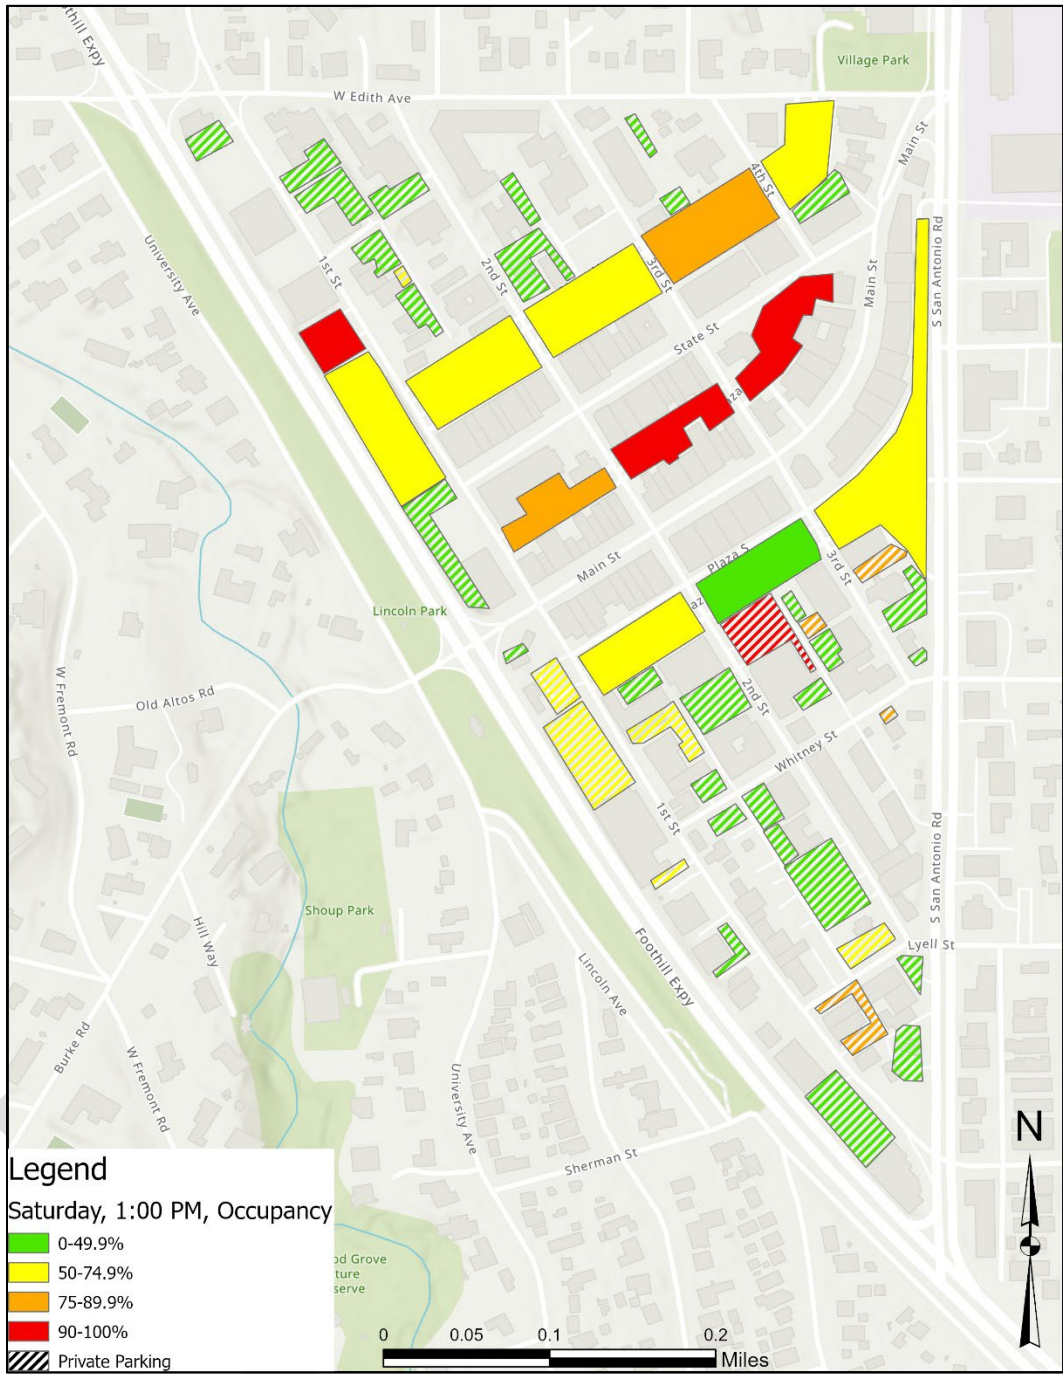 Foothill Expy
Village Park
W Edith Ave
Main St
4th St
University Ave
1st St
2nd St
3rd St
Main St
S San Antonio Rd
State St
Plaza S
Main St
3rd St
Lincoln Park
W Fremont Rd
Old Altos Rd
2nd St
Whitney St
1st St
S San Antonio Rd
Shoup Park
Hill Way
Foothill Expy
Lincoln Ave
Lyell St
Burke Rd
W Fremont Rd
University Ave
Sherman St
N
Legend
Saturday, 1:00 PM, Occupancy
0-49.9%
50-74.9%
75-89.9%
90-100%
Private Parking
od Grove
ture
serve
0 0.05 0.1 0.2
Miles